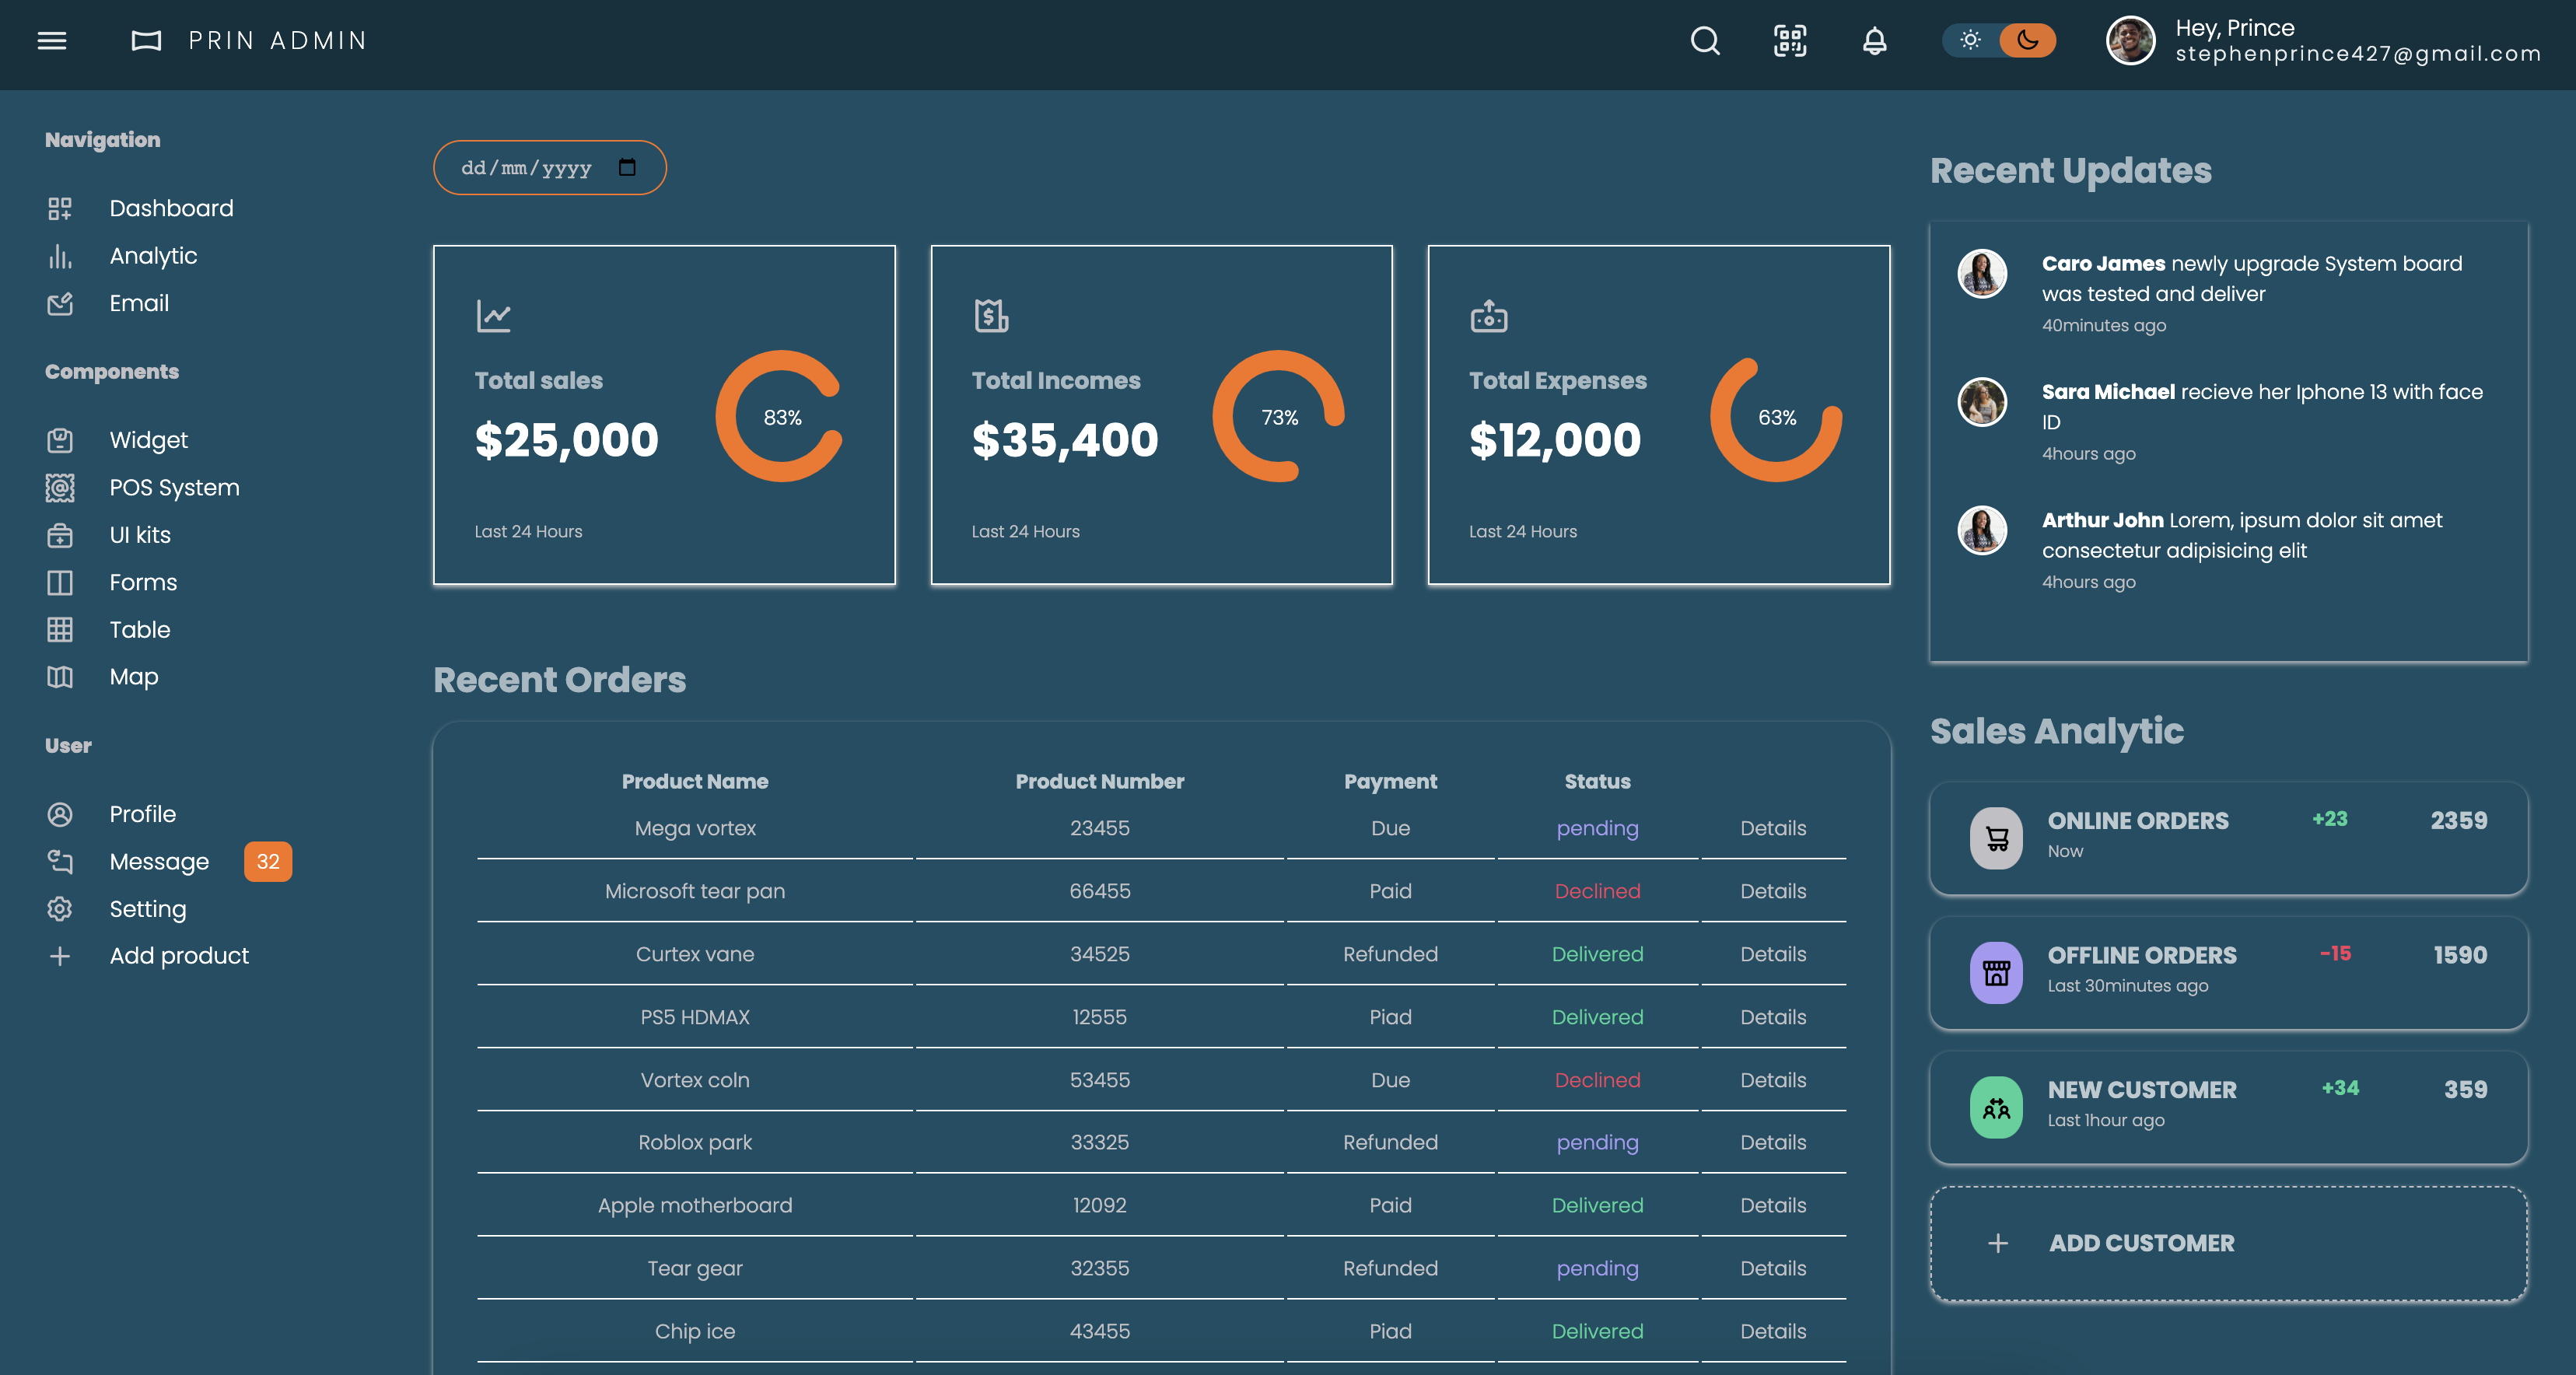 PRIN ADMIN
Hey, Prince
stephenprince427@gmail.com
Navigation
Dashboard
Analytic
Email
Components
Widget
POS System
UI kits
Forms
Table
Map
User
Profile
Message 32
Setting
Add product
dd/mm/yyyy
Total sales
$25,000
83%
Last 24 Hours
Total Incomes
$35,400
73%
Last 24 Hours
Total Expenses
$12,000
63%
Last 24 Hours
Recent Orders
Product Name Product Number Payment Status
Mega vortex 23455 Due pending Details
Microsoft tear pan 66455 Paid Declined Details
Curtex vane 34525 Refunded Delivered Details
PS5 HDMAX 12555 Piad Delivered Details
Vortex coln 53455 Due Declined Details
Roblox park 33325 Refunded pending Details
Apple motherboard 12092 Paid Delivered Details
Tear gear 32355 Refunded pending Details
Chip ice 43455 Piad Delivered Details
Recent Updates
Caro James newly upgrade System board
was tested and deliver
40minutes ago
Sara Michael recieve her Iphone 13 with face
ID
4hours ago
Arthur John Lorem, ipsum dolor sit amet
consectetur adipisicing elit
4hours ago
Sales Analytic
ONLINE ORDERS +23 2359
Now
OFFLINE ORDERS -15 1590
Last 30minutes ago
NEW CUSTOMER +34 359
Last 1hour ago
ADD CUSTOMER